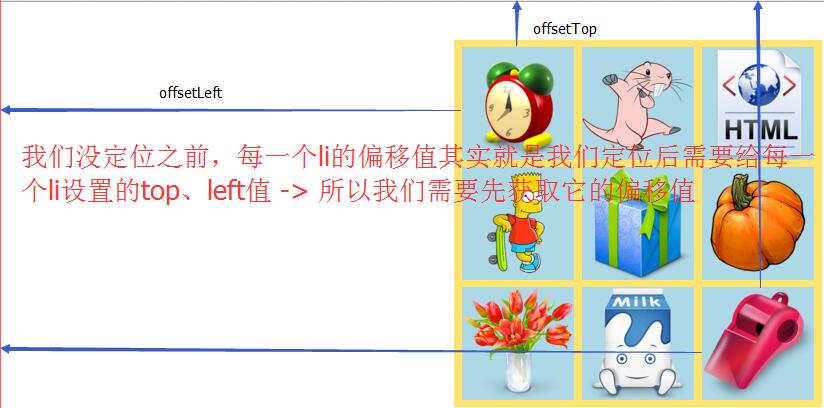 offsetTop
offsetLeft
HTML
我们没定位之前，每一个li的偏移值其实就是我们定位后需要给每一
个li设置的top、left值 -> 所以我们需要先获取它的偏移值
Milk